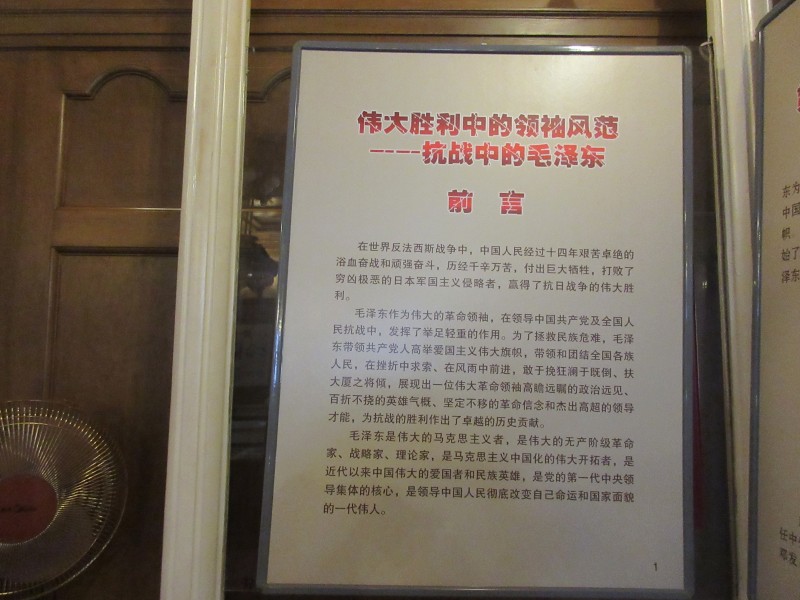 伟大胜利中的领袖风范
----抗战中的毛泽东
前 言
在世界反法西斯战争中，中国人民经过十四年艰苦卓绝的
浴血奋战和顽强奋斗，历经千辛万苦，付出巨大牺牲，打败了
穷凶极恶的日本军国主义侵略者，赢得了抗日战争的伟大胜
利。
毛泽东作为伟大的革命领袖，在领导中国共产党及全国人
民抗战中，发挥了举足轻重的作用。为了拯救民族危难，毛泽
东带领共产党人高举爱国主义伟大旗帜，带领和团结全国各族
人民，在挫折中求索、在风雨中前进，敢于挽狂澜于既倒、扶
大厦之将倾，展现出一位伟大革命领袖高瞻远瞩的政治远见、
百折不挠的英雄气概、坚定不移的革命信念和杰出高超的领导
才能，为抗战的胜利作出了卓越的历史贡献。
毛泽东是伟大的马克思主义者，是伟大的无产阶级革命
家、战略家、理论家，是马克思主义中国化的伟大开拓者，是
近代以来中国伟大的爱国者和民族英雄，是党的第一代中央领
导集体的核心，是领导中国人民彻底改变自己命运和国家面貌
的一代伟人。
1
东为
中国
帜。
始了
泽东
任中
邓发